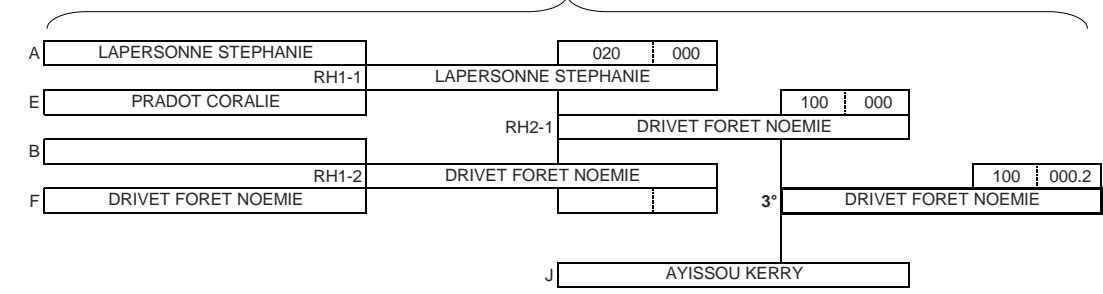 A LAPERSONNE STEPHANIE 020 000
RH1-1 LAPERSONNE STEPHANIE
E PRADOT CORALIE 100 000
RH2-1 DRIVET FORET NOEMIE
B
RH1-2 DRIVET FORET NOEMIE 100 000.2
F DRIVET FORET NOEMIE 3° DRIVET FORET NOEMIE
J AYISSOU KERRY